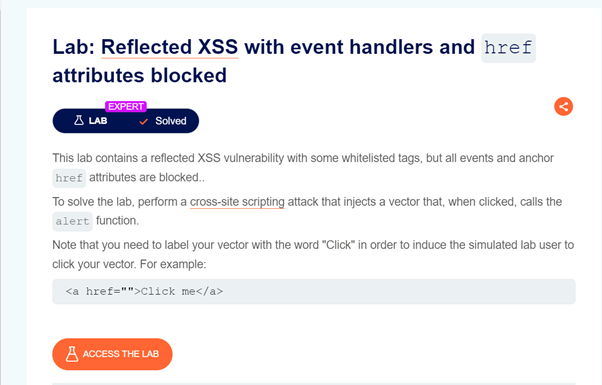 Lab: Reflected XSS with event handlers and href
attributes blocked
EXPERT
LAB Solved
This lab contains a reflected XSS vulnerability with some whitelisted tags, but all events and anchor
href attributes are blocked..
To solve the lab, perform a cross-site scripting attack that injects a vector that, when clicked, calls the
alert function.
Note that you need to label your vector with the word "Click" in order to induce the simulated lab user to
click your vector. For example:
<a href="">Click me</a>
ACCESS THE LAB